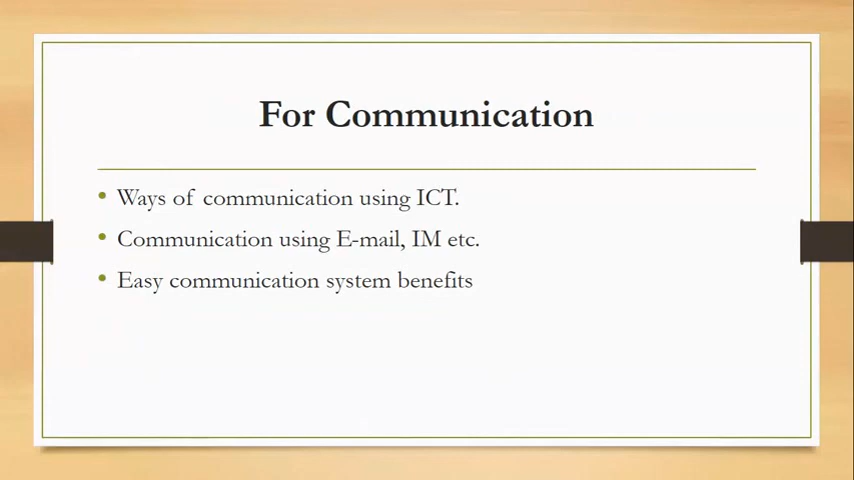 For Communication
• Ways of communication using ICT.
• Communication using E-mail, IM etc.
• Easy communication system benefits